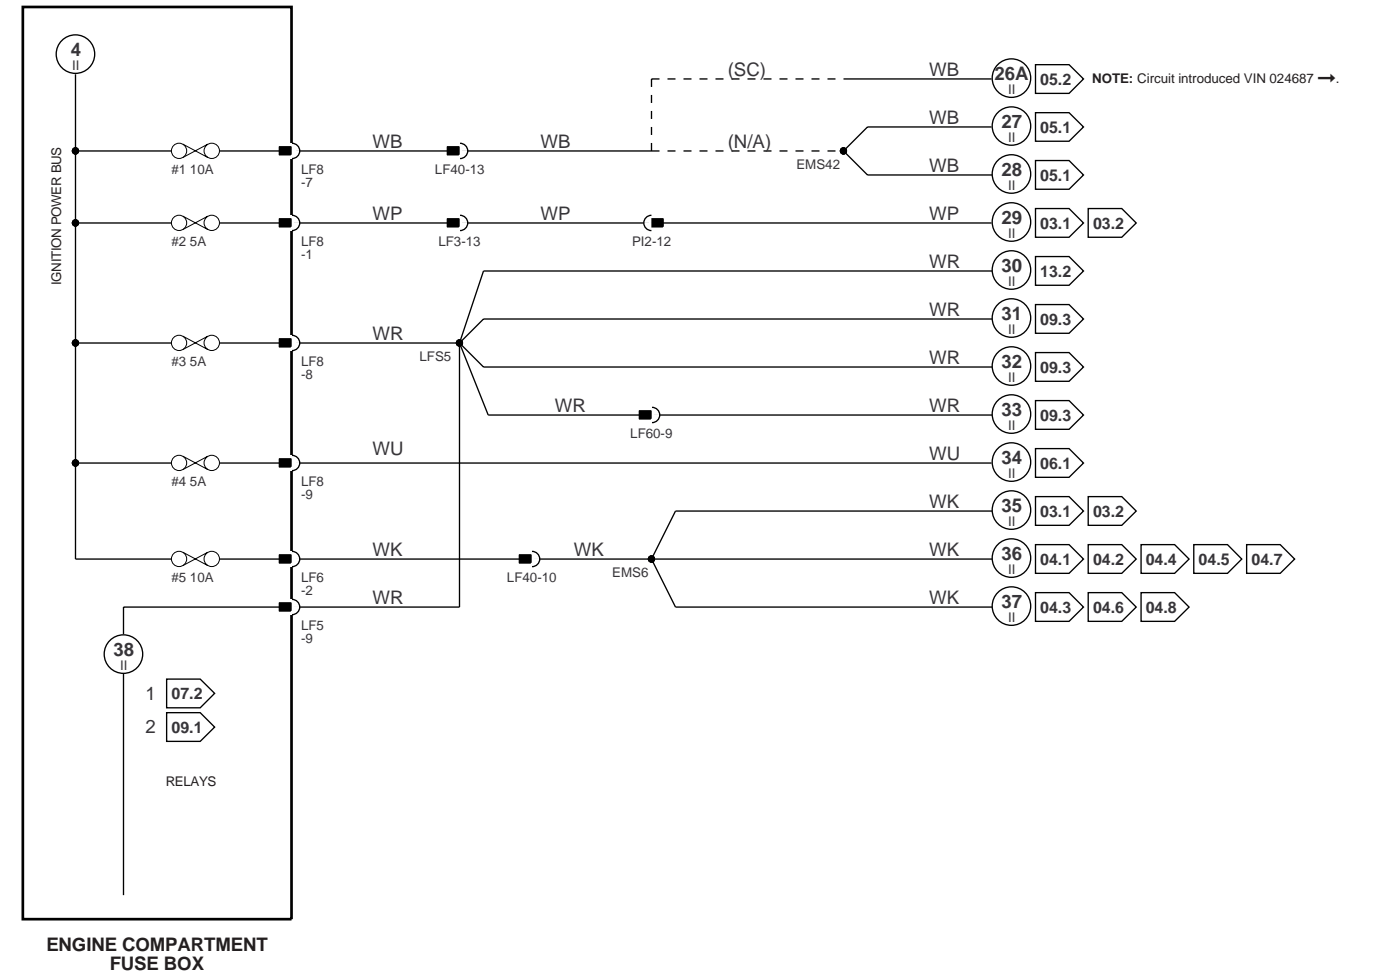 4
II
IGNITION POWER BUS
(SC)
WB
26A
II
05.2
NOTE: Circuit introduced VIN 024687 →.
#1 10A
LF8
-7
WB
LF40-13
WB
(N/A)
EMS42
WB
27
II
05.1
WB
28
II
05.1
#2 5A
LF8
-1
WP
LF3-13
WP
PI2-12
WP
29
II
03.1
03.2
WR
30
II
13.2
WR
31
II
09.3
#3 5A
LF8
-8
WR
LFS5
WR
32
II
09.3
WR
LF60-9
WR
33
II
09.3
#4 5A
LF8
-9
WU
WU
34
II
06.1
WK
35
II
03.1
03.2
#5 10A
LF6
-2
WK
LF40-10
WK
EMS6
WK
36
II
04.1
04.2
04.4
04.5
04.7
WR
LF5
-9
WK
37
II
04.3
04.6
04.8
38
II
1
07.2
2
09.1
RELAYS
ENGINE COMPARTMENT
FUSE BOX